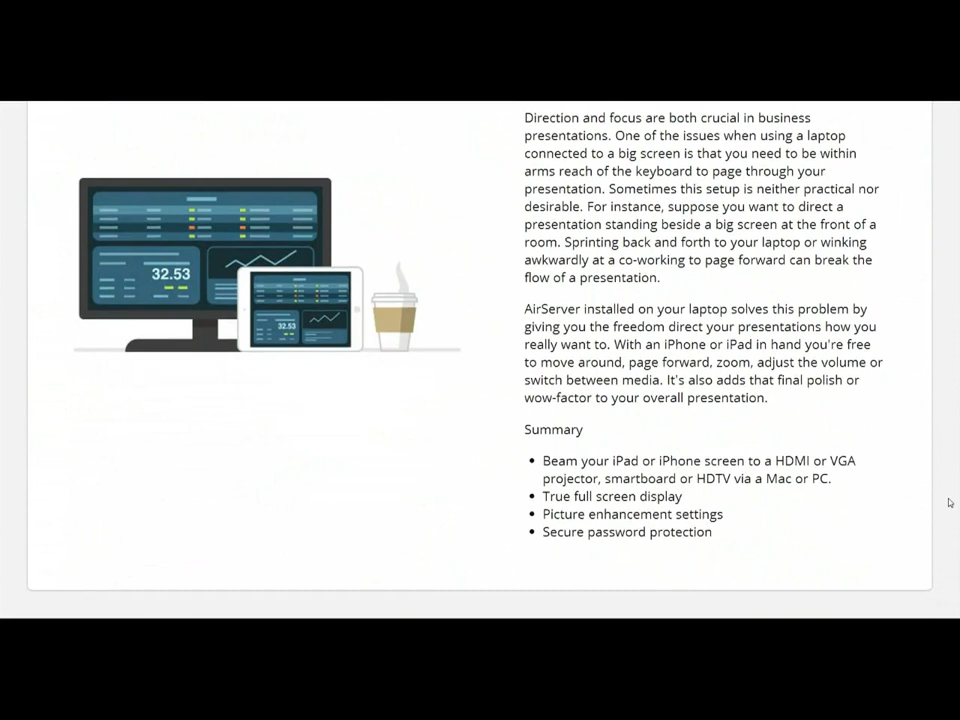 32.53
32.53
Direction and focus are both crucial in business
presentations. One of the issues when using a laptop
connected to a big screen is that you need to be within
arms reach of the keyboard to page through your
presentation. Sometimes this setup is neither practical nor
desirable. For instance, suppose you want to direct a
presentation standing beside a big screen at the front of a
room. Sprinting back and forth to your laptop or winking
awkwardly at a co-working to page forward can break the
flow of a presentation.
AirServer installed on your laptop solves this problem by
giving you the freedom direct your presentations how you
really want to. With an iPhone or iPad in hand you're free
to move around, page forward, zoom, adjust the volume or
switch between media. It's also adds that final polish or
wow-factor to your overall presentation.
Summary
• Beam your iPad or iPhone screen to a HDMI or VGA
projector, smartboard or HDTV via a Mac or PC.
• True full screen display
• Picture enhancement settings
• Secure password protection